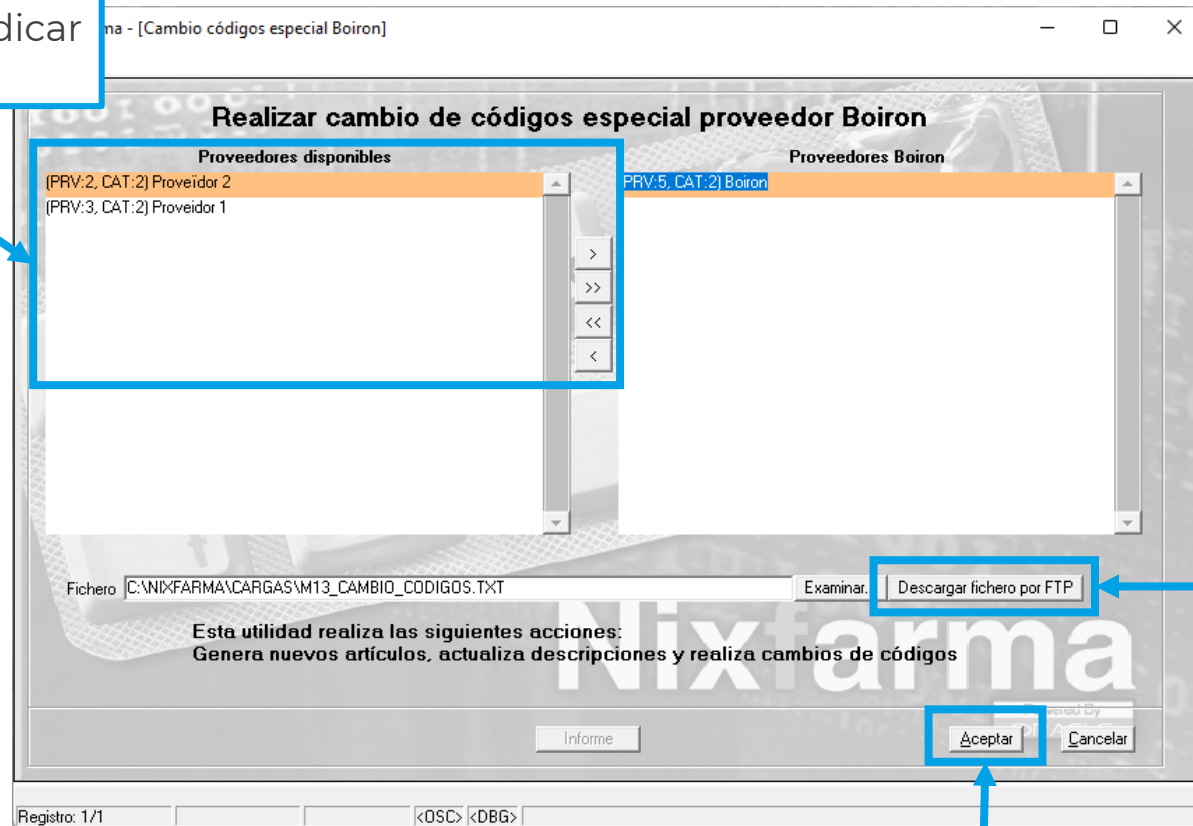 dicar
ma - [Cambio códigos especial Boiron]
Realizar cambio de códigos especial proveedor Boiron
Proveedores disponibles
Proveedores Boiron
(PRV:2, CAT:2) Proveïdor 2
(PRV:3, CAT:2) Proveidor 1
PRV:5, CAT:2) Boiron
>
>>
<<
<
Fichero C:\NIXFARMA\CARGAS\M13_CAMBIO_CODIGOS.TXT Examinar. Descargar fichero por FTP
Esta utilidad realiza las siguientes acciones:
Genera nuevos artículos, actualiza descripciones y realiza cambios de códigos
Nixfarma
Informe Aceptar Cancelar
Registro: 1/1 <OSC> <DBG>